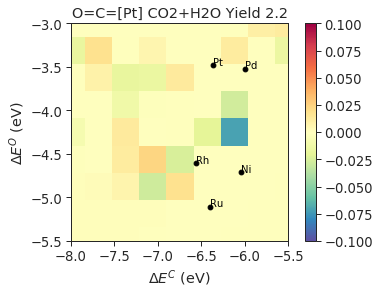 O=C=[Pt] CO2+H2O Yield 2.2
ΔE^O (eV)
−3.0
−3.5
−4.0
−4.5
−5.0
−5.5
Pt
Pd
Rh
Ni
Ru
−8.0 −7.5 −7.0 −6.5 −6.0 −5.5
ΔE^C (eV)
0.100
0.075
0.050
0.025
0.000
−0.025
−0.050
−0.075
−0.100